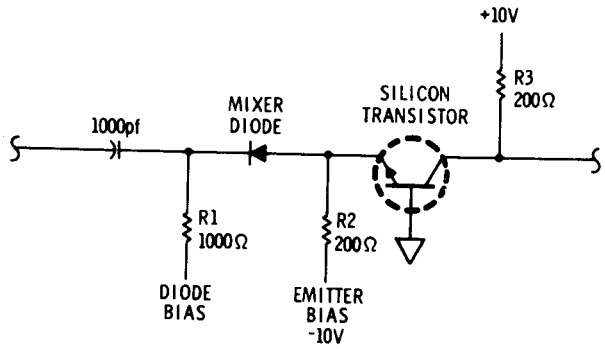 +10V
R3
200Ω
SILICON
TRANSISTOR
MIXER
DIODE
1000pf
R1
1000Ω
DIODE
BIAS
R2
200Ω
EMITTER
BIAS
-10V